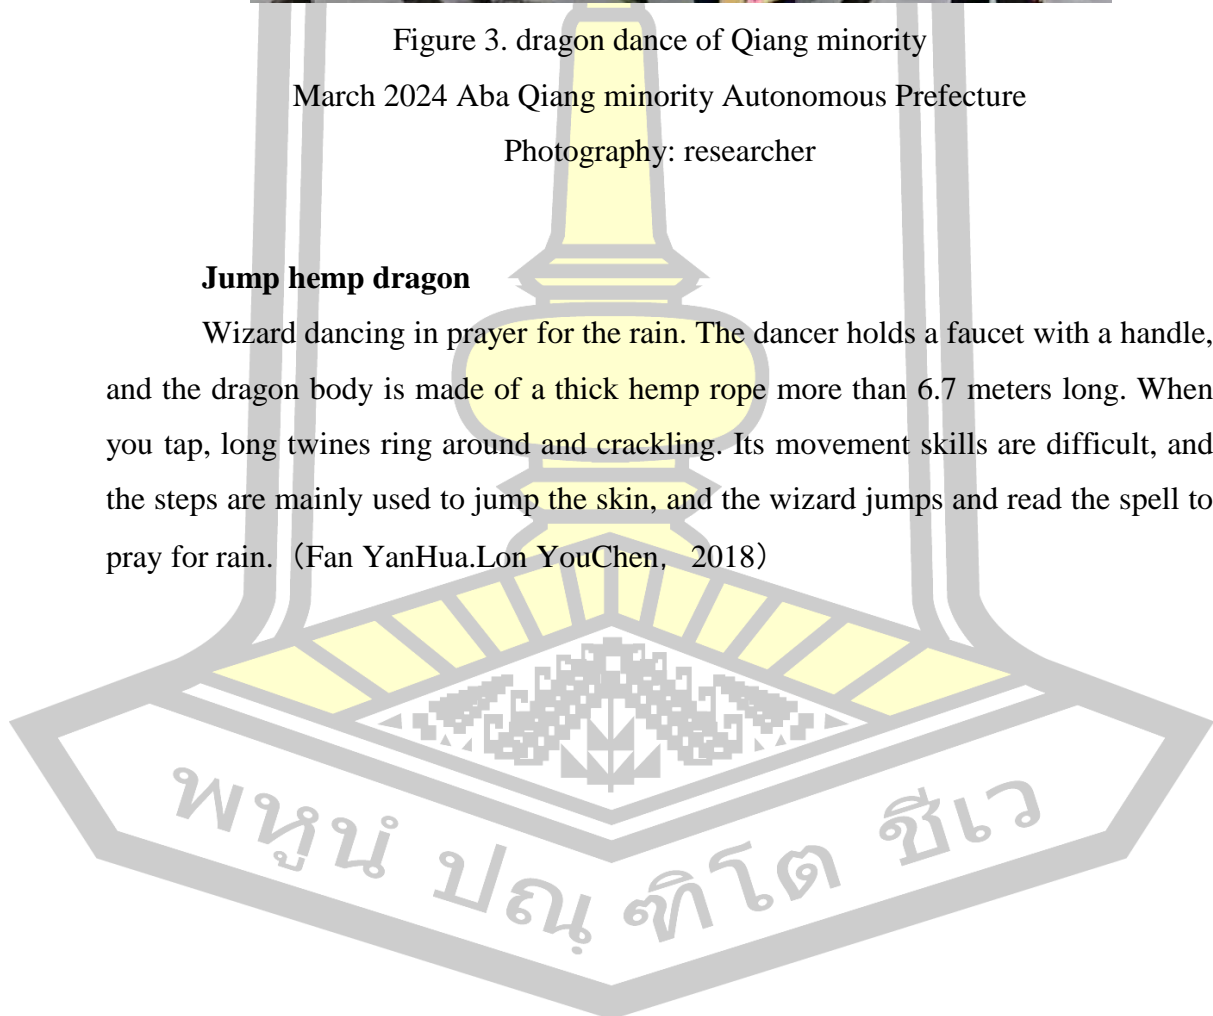 Figure 3. dragon dance of Qiang minority
March 2024 Aba Qiang minority Autonomous Prefecture
Photography: researcher
Jump hemp dragon
Wizard dancing in prayer for the rain. The dancer holds a faucet with a handle,
and the dragon body is made of a thick hemp rope more than 6.7 meters long. When
you tap, long twines ring around and crackling. Its movement skills are difficult, and
the steps are mainly used to jump the skin, and the wizard jumps and read the spell to
pray for rain.（Fan YanHua.Lon YouChen， 2018）
พหูนํ ปณฺฑิโต ชีเว